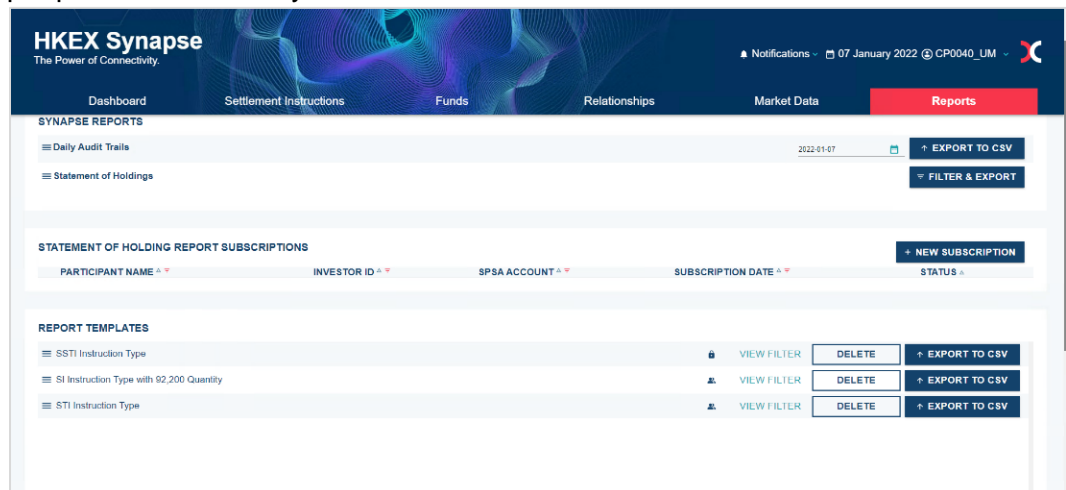 HKEX Synapse
The Power of Connectivity.
Notifications 07 January 2022 CP0040_UM
Dashboard Settlement Instructions Funds Relationships Market Data Reports
SYNAPSE REPORTS
Daily Audit Trails 2022-01-07 EXPORT TO CSV
Statement of Holdings FILTER & EXPORT
STATEMENT OF HOLDING REPORT SUBSCRIPTIONS + NEW SUBSCRIPTION
PARTICIPANT NAME INVESTOR ID SPSA ACCOUNT SUBSCRIPTION DATE STATUS
REPORT TEMPLATES
SSTI Instruction Type VIEW FILTER DELETE EXPORT TO CSV
SI Instruction Type with 92,200 Quantity VIEW FILTER DELETE EXPORT TO CSV
STI Instruction Type VIEW FILTER DELETE EXPORT TO CSV